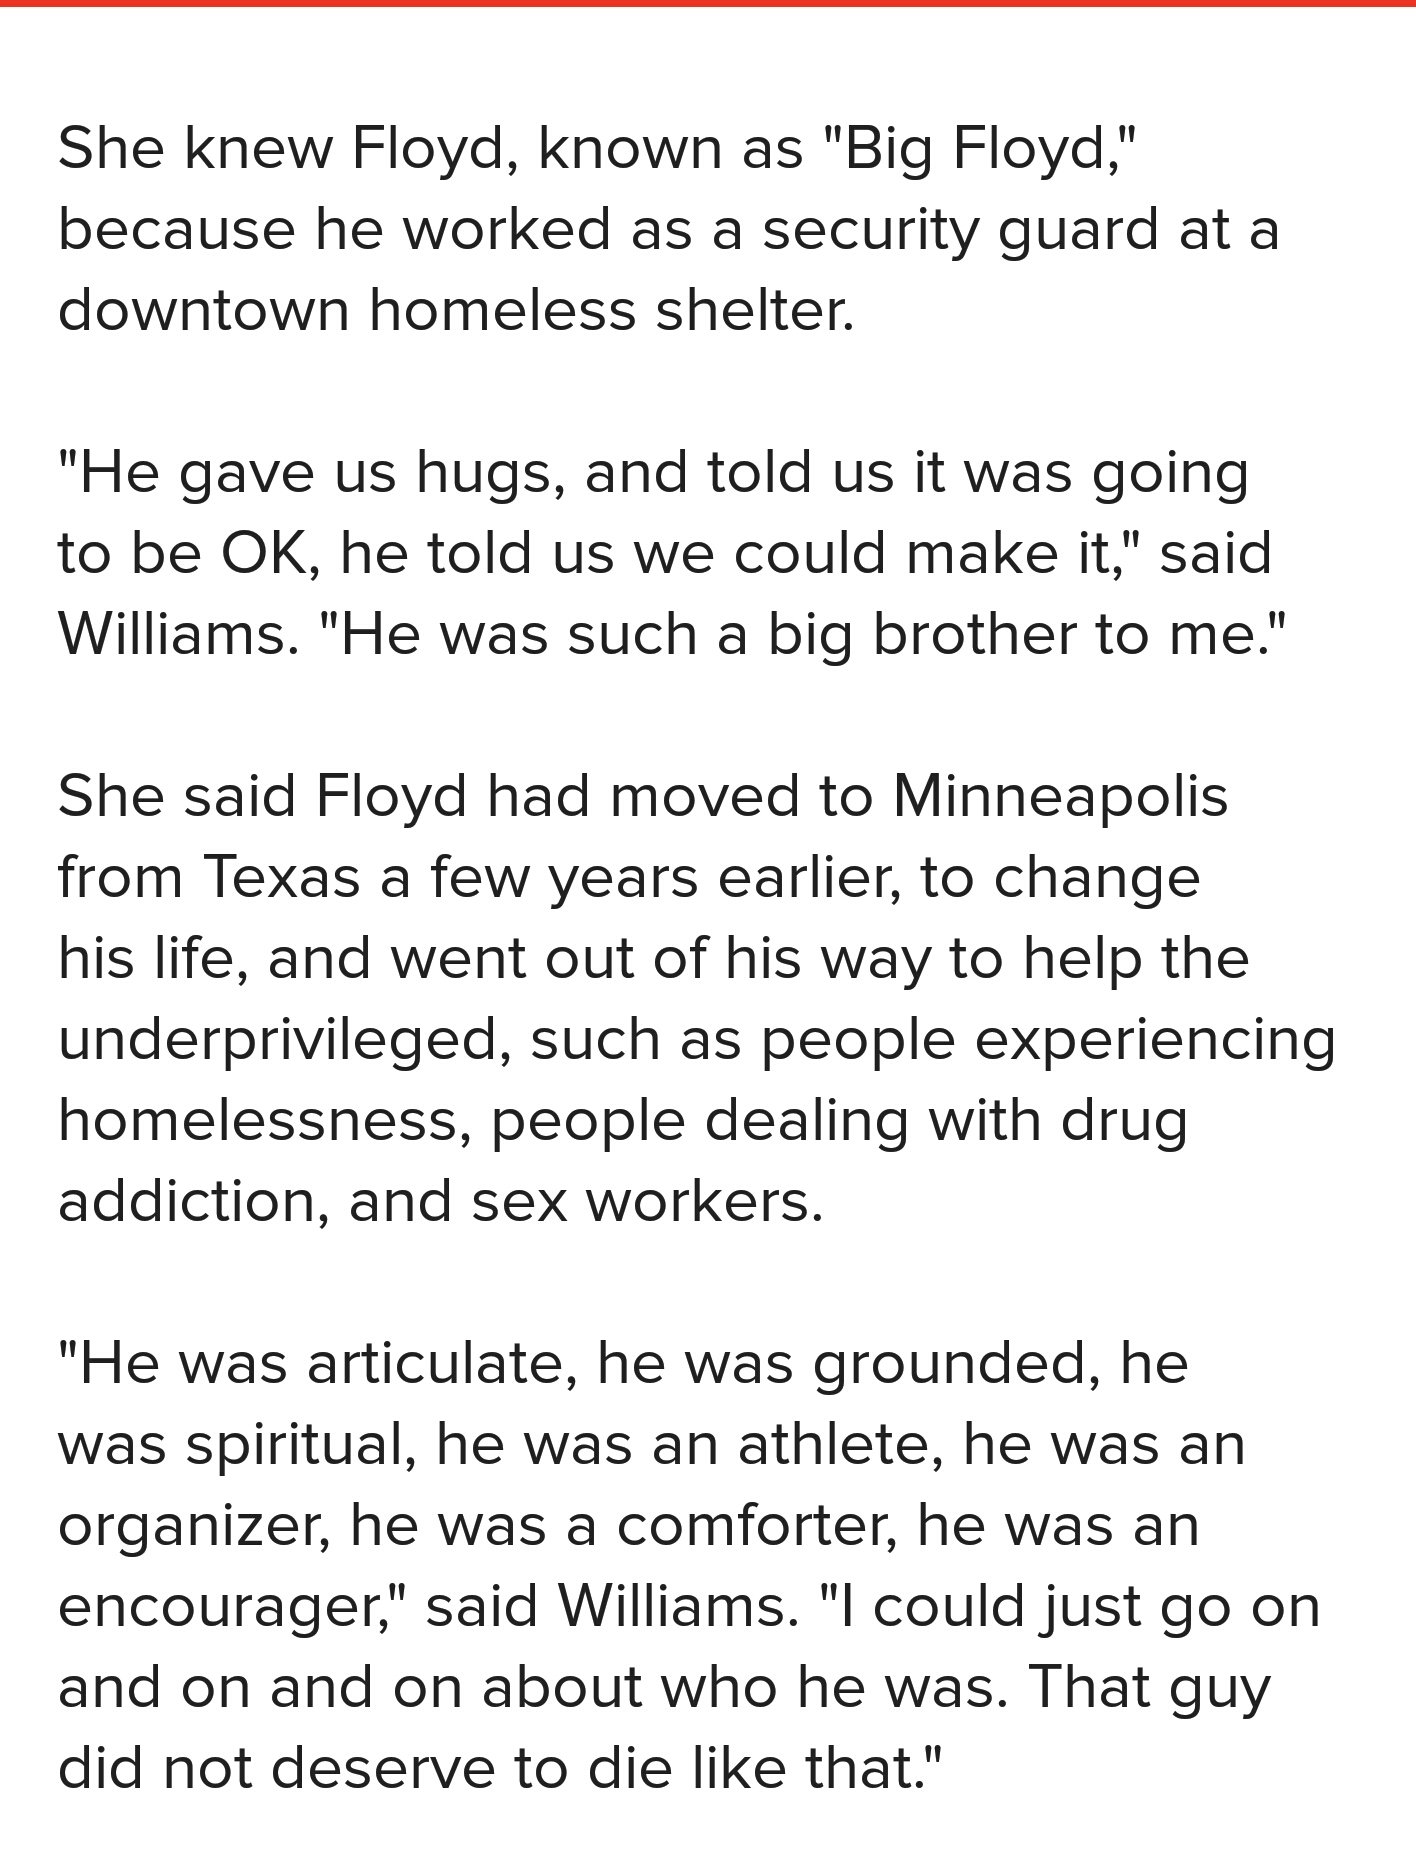 She knew Floyd, known as "Big Floyd,"
because he worked as a security guard at a
downtown homeless shelter.
"He gave us hugs, and told us it was going
to be OK, he told us we could make it," said
Williams. "He was such a big brother to me."
She said Floyd had moved to Minneapolis
from Texas a few years earlier, to change
his life, and went out of his way to help the
underprivileged, such as people experiencing
homelessness, people dealing with drug
addiction, and sex workers.
"He was articulate, he was grounded, he
was spiritual, he was an athlete, he was an
organizer, he was a comforter, he was an
encourager," said Williams. "I could just go on
and on and on about who he was. That guy
did not deserve to die like that."